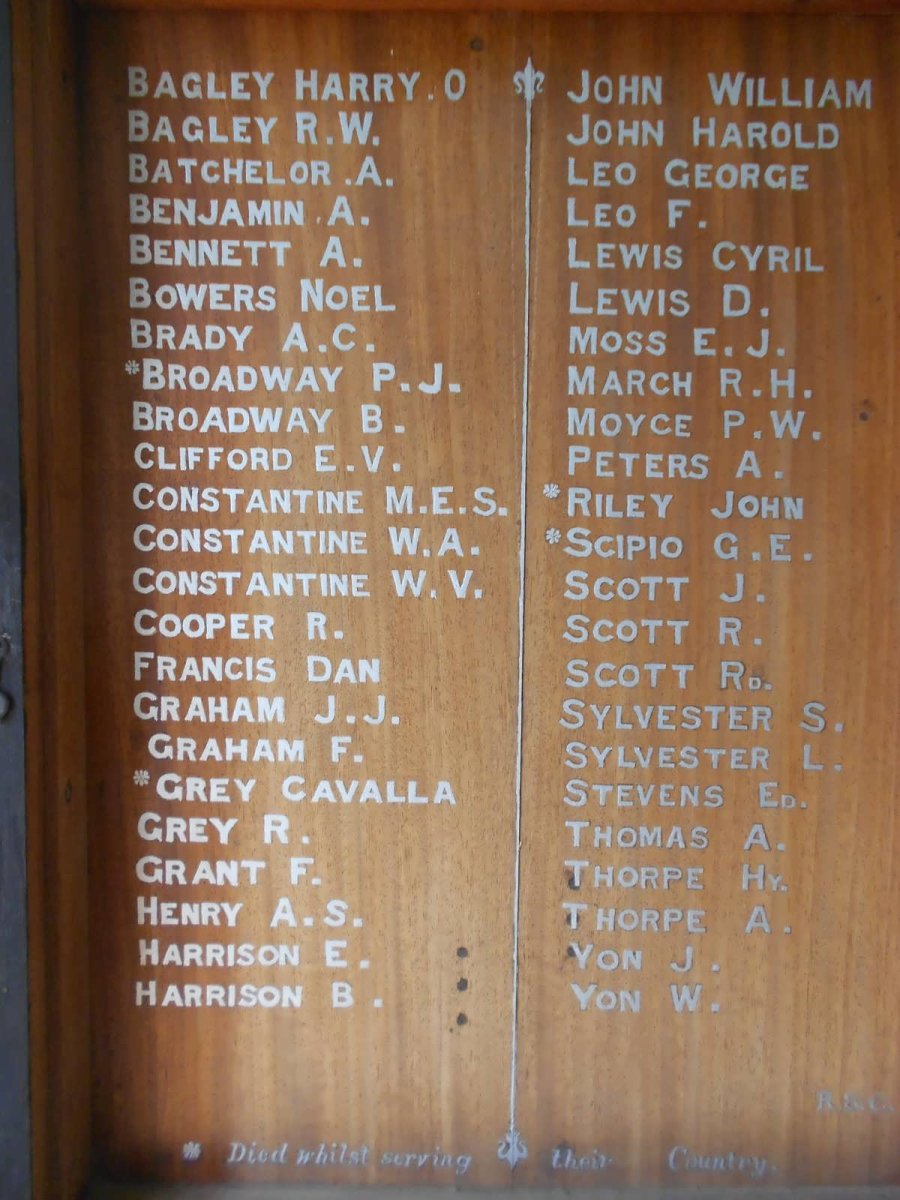 BAGLEY HARRY.O
BAGLEY R.W.
BATCHELOR .A.
BENJAMIN .A.
BENNETT A.
BOWERS NOEL
BRADY A.C.
*BROADWAY P.J.
BROADWAY B.
CLIFFORD E.V.
CONSTANTINE M.E.S.
CONSTANTINE W.A.
CONSTANTINE W.V.
COOPER R.
FRANCIS DAN
GRAHAM J.J.
GRAHAM F.
*GREY CAVALLA
GREY R.
GRANT F.
HENRY A.S.
HARRISON E.
HARRISON B.
JOHN WILLIAM
JOHN HAROLD
LEO GEORGE
LEO F.
LEWIS CYRIL
LEWIS D.
MOSS E.J.
MARCH R.H.
MOYCE P.W.
PETERS A.
*RILEY JOHN
*SCIPIO G.E.
SCOTT J.
SCOTT R.
SCOTT RD.
SYLVESTER S.
SYLVESTER L.
STEVENS ED.
THOMAS A.
THORPE HY.
THORPE A.
YON J.
YON W.
R.&C.
* Died whilst serving their Country.